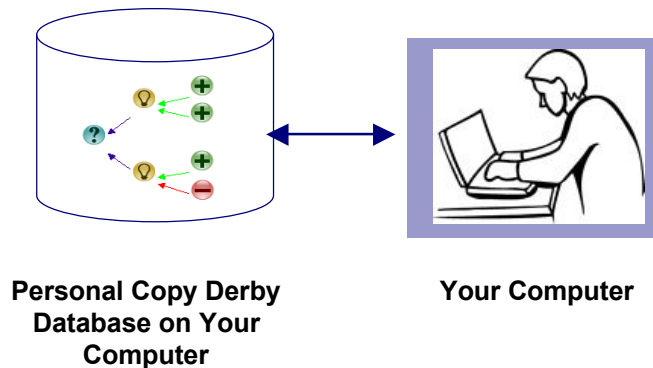 ?
Personal Copy Derby
Database on Your
Computer
Your Computer